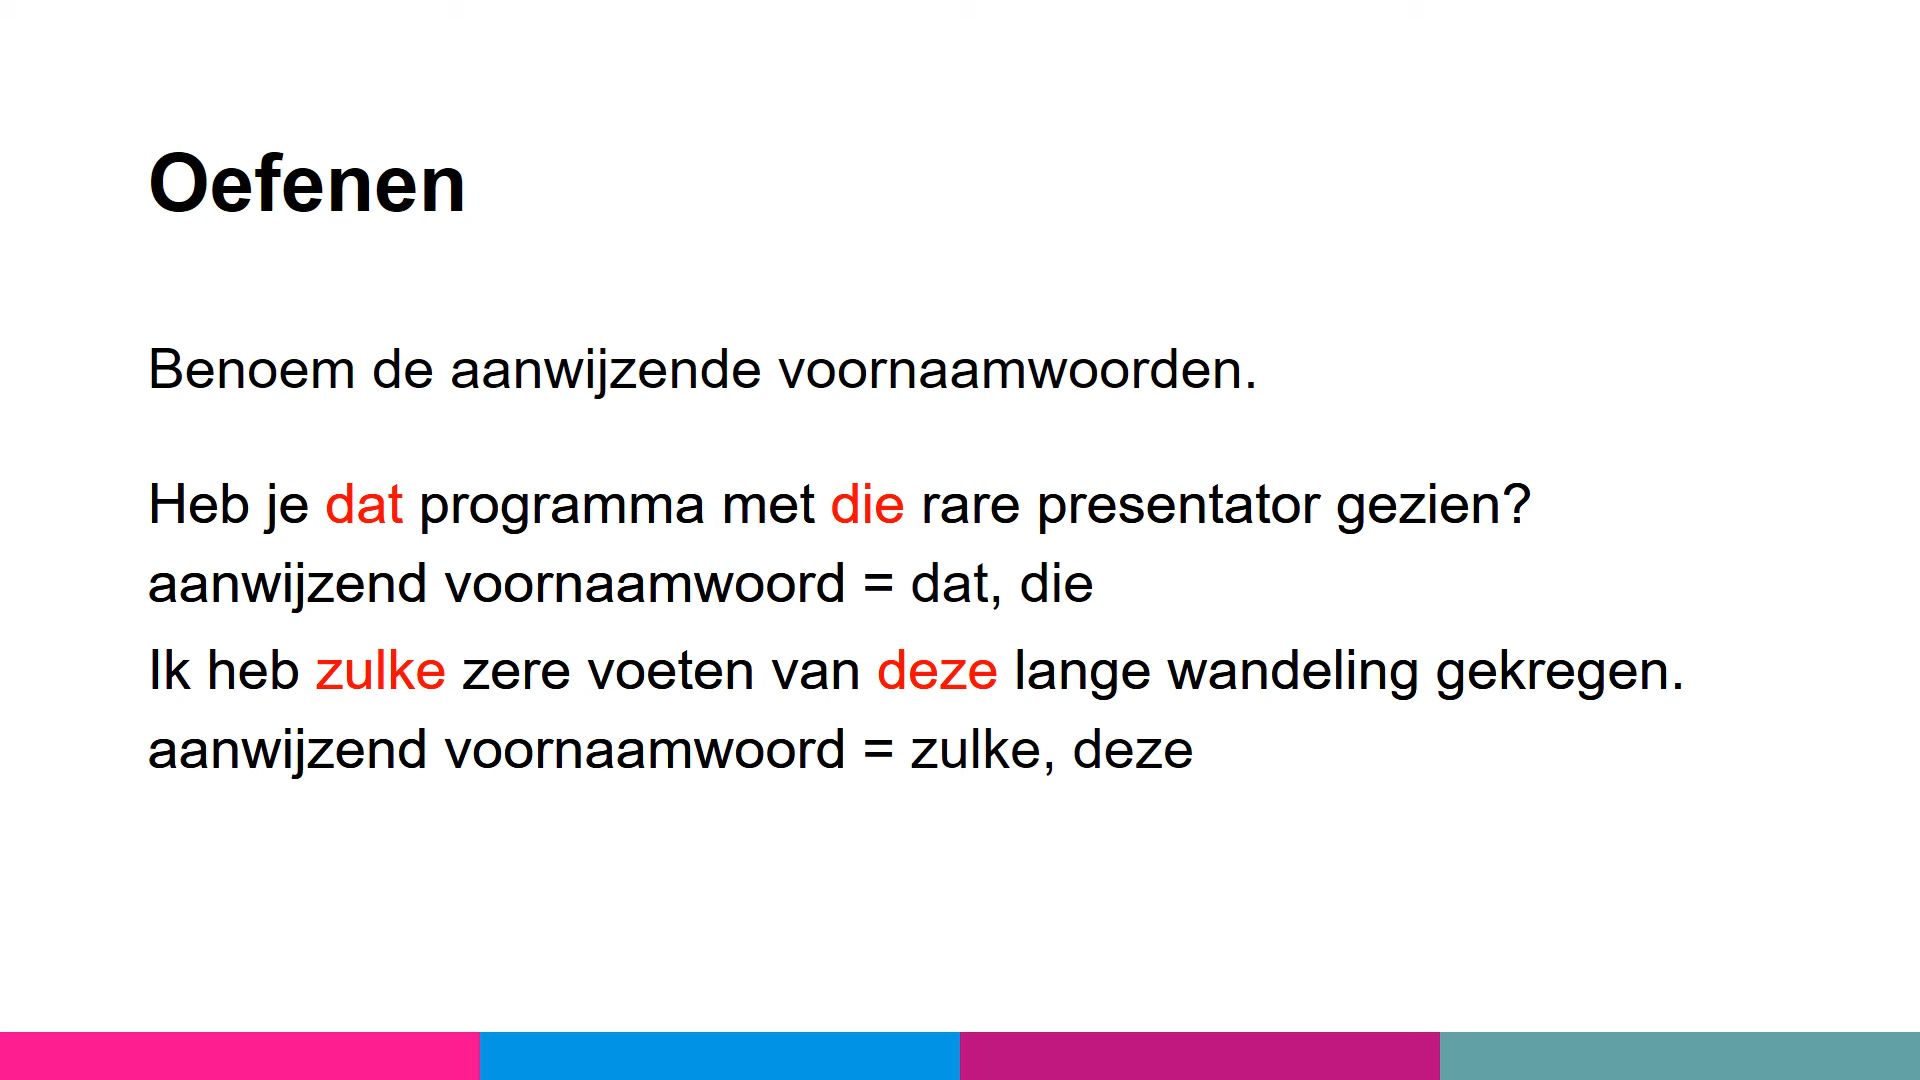 Oefenen
Benoem de aanwijzende voornaamwoorden.
Heb je dat programma met die rare presentator gezien?
aanwijzend voornaamwoord = dat, die
Ik heb zulke zere voeten van deze lange wandeling gekregen.
aanwijzend voornaamwoord = zulke, deze